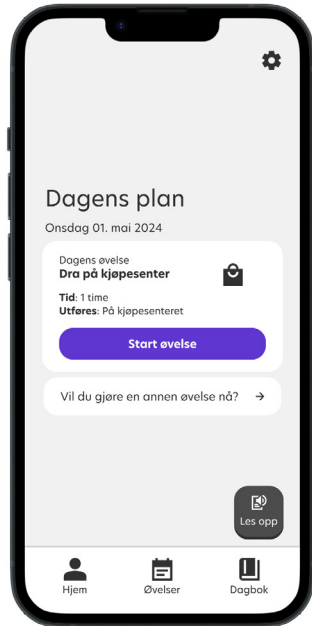 Dagens plan
Onsdag 01. mai 2024
Dagens øvelse
Dra på kjøpesenter
Tid: 1 time
Utføres: På kjøpesenteret
Start øvelse
Vil du gjøre en annen øvelse nå? →
Les opp
Hjem Øvelser Dagbok